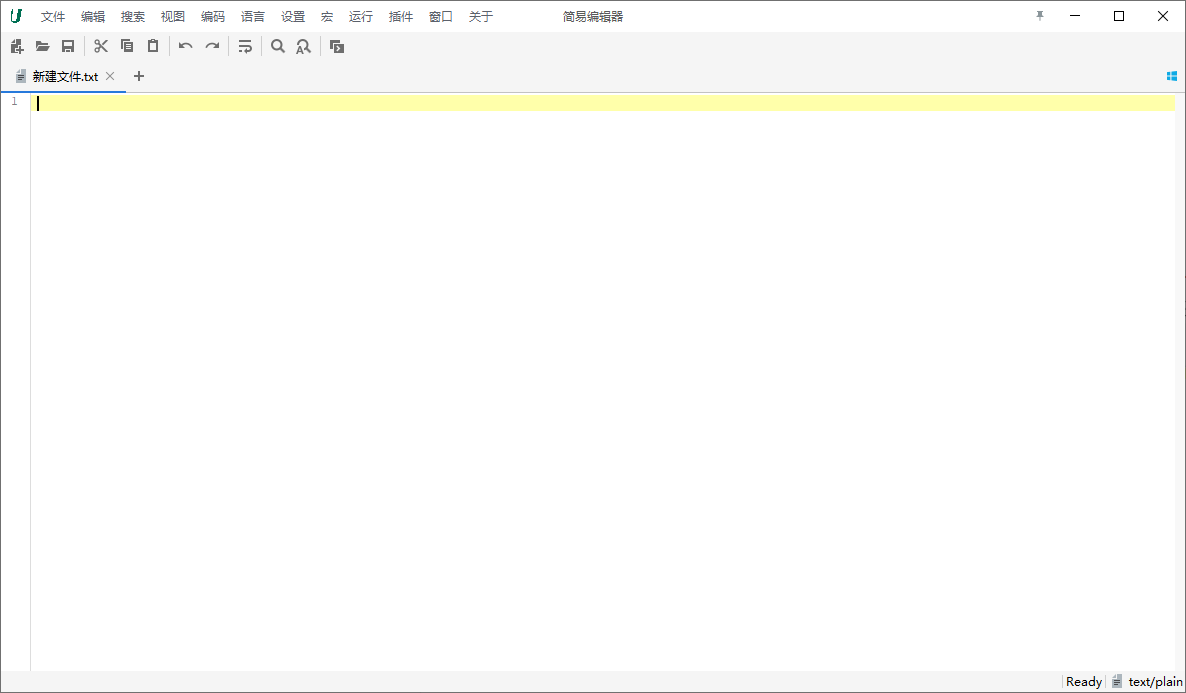 文件 编辑 搜索 视图 编码 语言 设置 宏 运行 插件 窗口 关于 简易编辑器
新建文件.txt
1
Ready text/plain